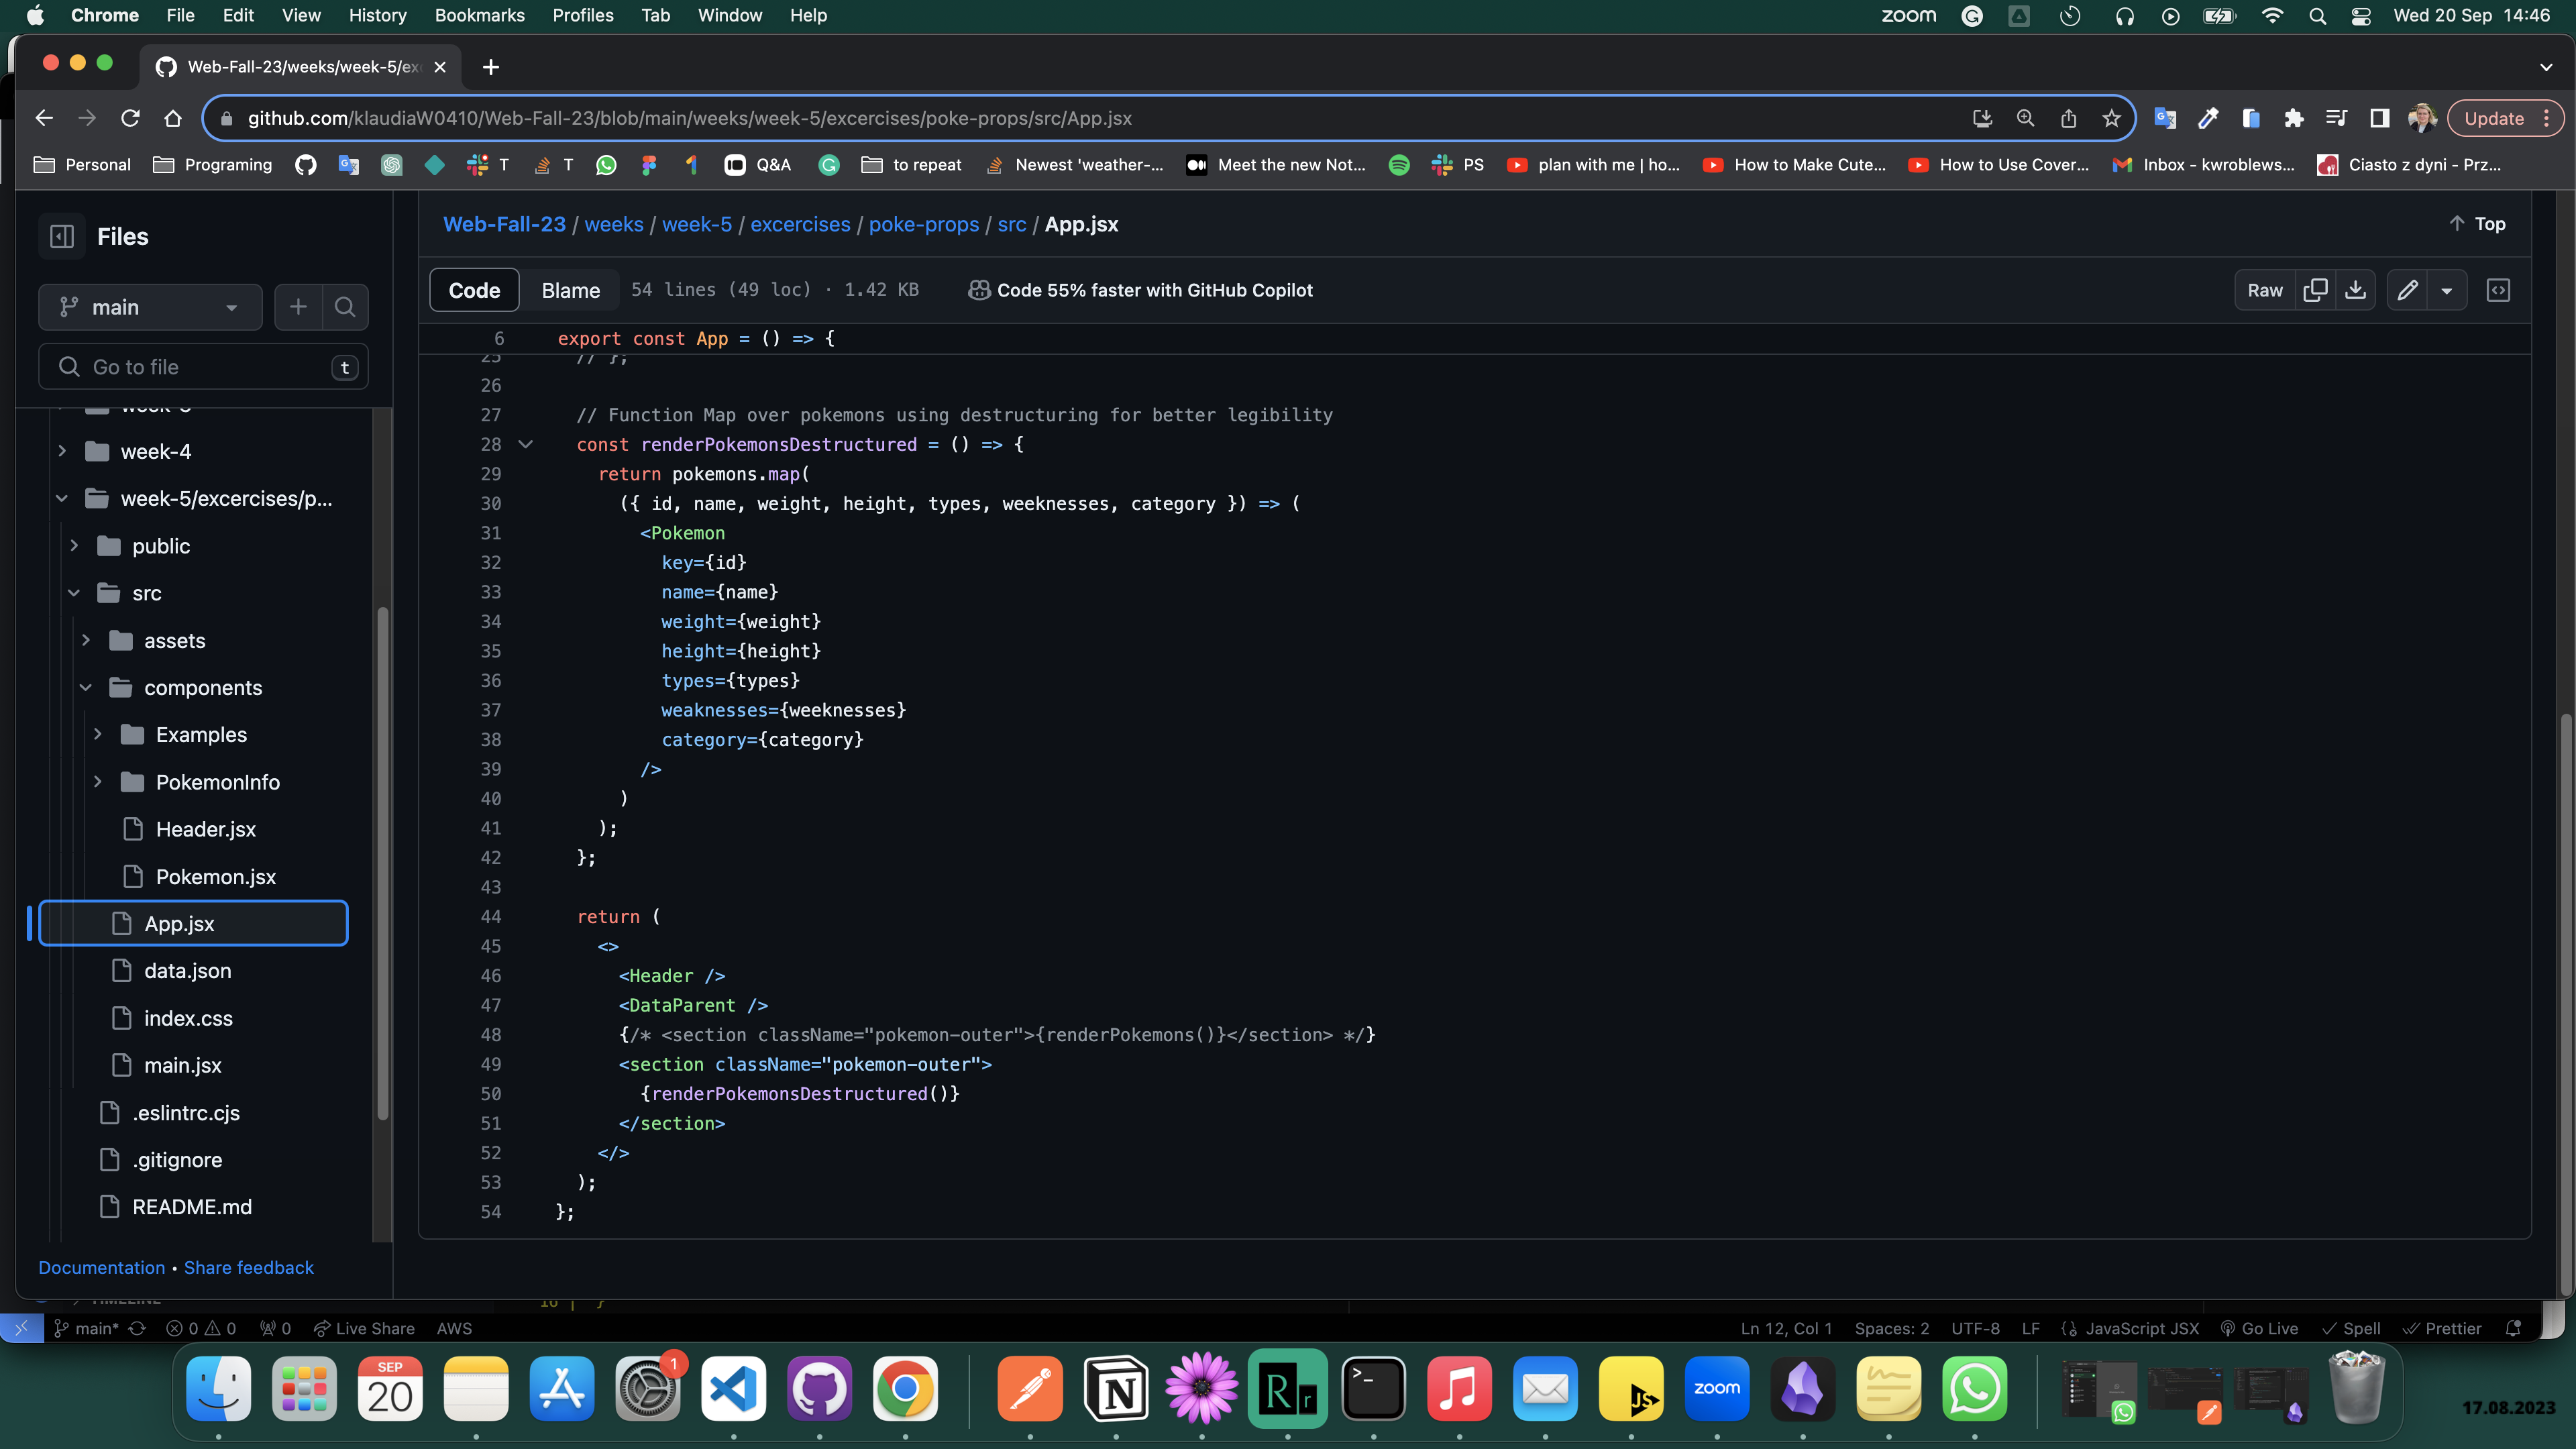 Chrome File Edit View History Bookmarks Profiles Tab Window Help zoom Wed 20 Sep 14:46
Web-Fall-23/weeks/week-5/ex
github.com/klaudiaW0410/Web-Fall-23/blob/main/weeks/week-5/excercises/poke-props/src/App.jsx Update
Personal Programing T T Q&A to repeat Newest 'weather-... Meet the new Not... PS plan with me | ho... How to Make Cute... How to Use Cover... Inbox - kwroblews... Ciasto z dyni - Prz...
Files
main
Go to file t
week-4
week-5/excercises/p...
public
src
assets
components
Examples
PokemonInfo
Header.jsx
Pokemon.jsx
App.jsx
data.json
index.css
main.jsx
.eslintrc.cjs
.gitignore
README.md
Documentation • Share feedback
Web-Fall-23 / weeks / week-5 / excercises / poke-props / src / App.jsx Top
Code Blame 54 lines (49 loc) · 1.42 KB Code 55% faster with GitHub Copilot Raw
6 export const App = () => {
25 // };
26
27 // Function Map over pokemons using destructuring for better legibility
28 const renderPokemonsDestructured = () => {
29 return pokemons.map(
30 ({ id, name, weight, height, types, weeknesses, category }) => (
31 <Pokemon
32 key={id}
33 name={name}
34 weight={weight}
35 height={height}
36 types={types}
37 weaknesses={weeknesses}
38 category={category}
39 />
40 )
41 );
42 };
43
44 return (
45 <>
46 <Header />
47 <DataParent />
48 {/* <section className="pokemon-outer">{renderPokemons()}</section> */}
49 <section className="pokemon-outer">
50 {renderPokemonsDestructured()}
51 </section>
52 </>
53 );
54 };
main* 0 0 0 Live Share AWS Ln 12, Col 1 Spaces: 2 UTF-8 LF JavaScript JSX Go Live Spell Prettier
SEP
20
1
N
Rr
>_
JS
zoom
17.08.2023